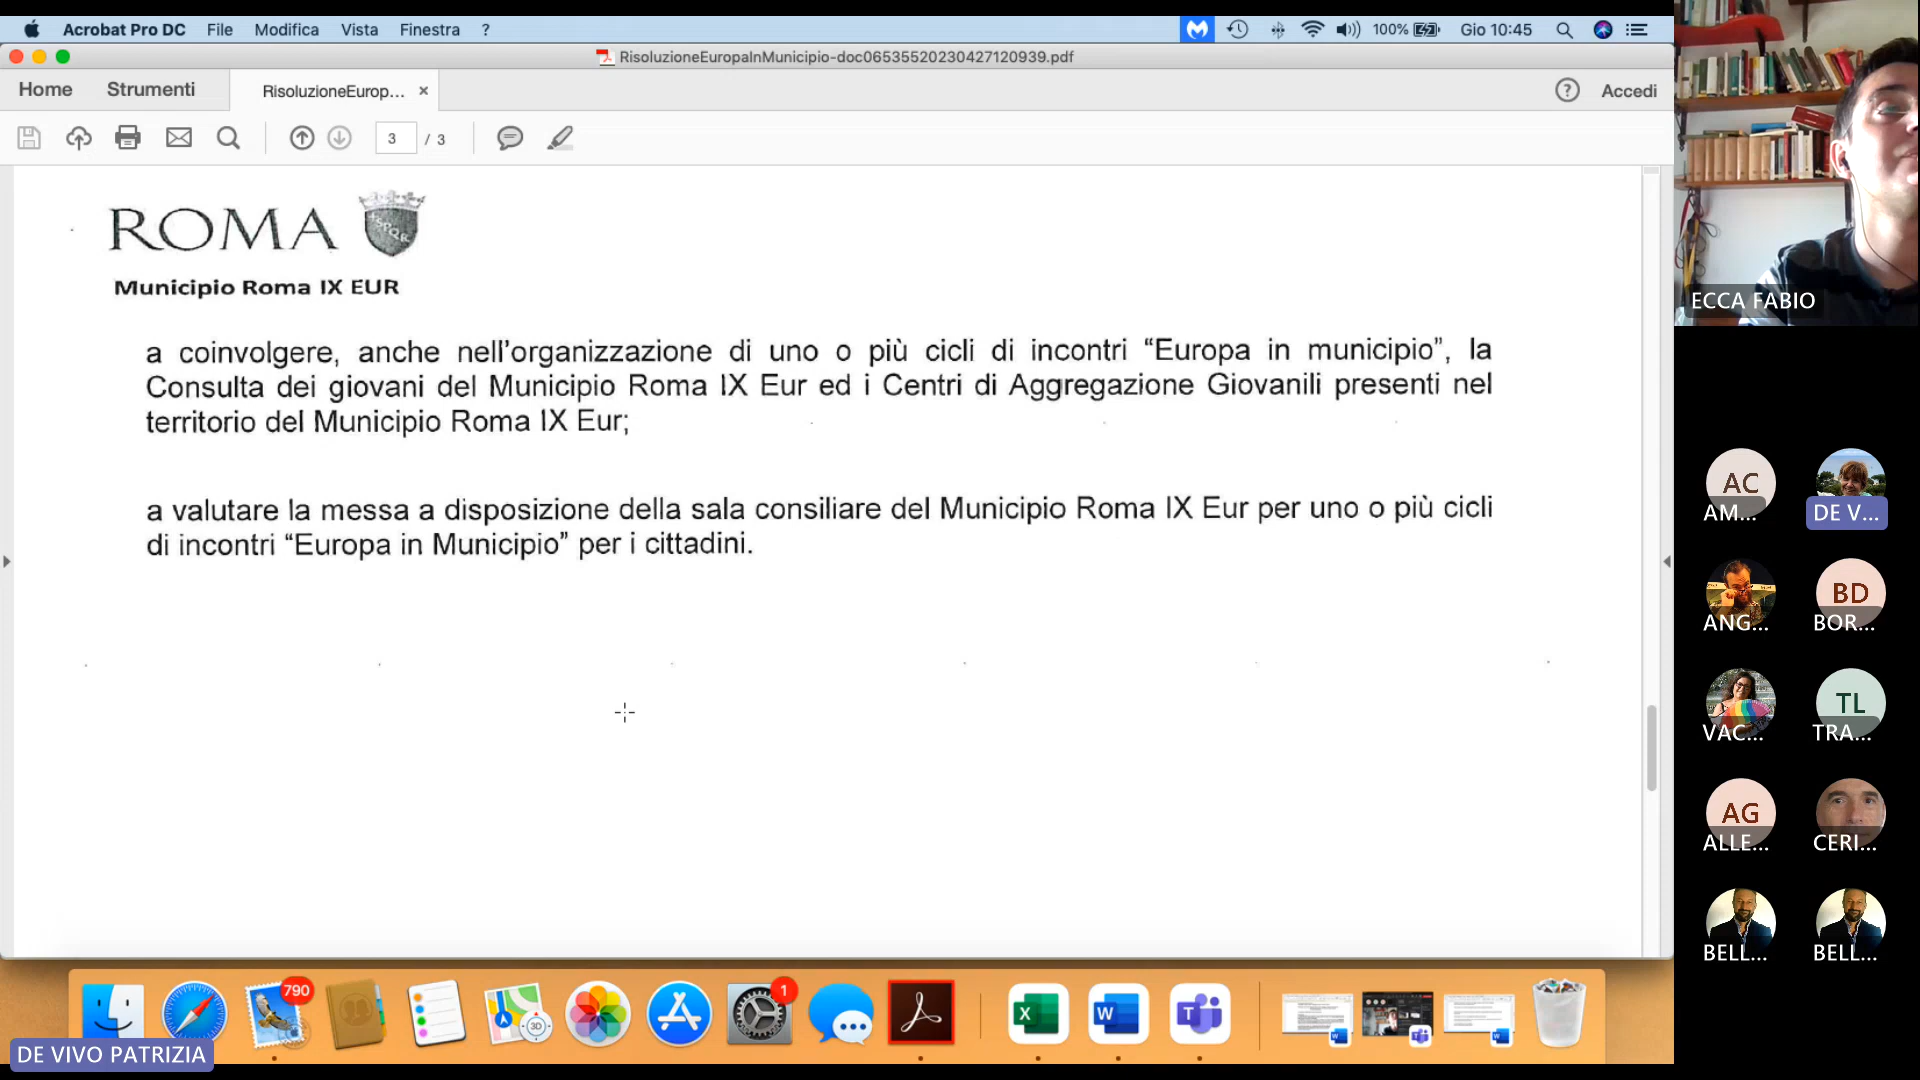 Acrobat Pro DC File Modifica Vista Finestra ?
100% Gio 10:45
RisoluzioneEuropaInMunicipio-doc06535520230427120939.pdf
Home Strumenti RisoluzioneEurop... × ? Accedi
3 / 3
ROMA
SPQR
Municipio Roma IX EUR
a coinvolgere, anche nell'organizzazione di uno o più cicli di incontri “Europa in municipio”, la
Consulta dei giovani del Municipio Roma IX Eur ed i Centri di Aggregazione Giovanili presenti nel
territorio del Municipio Roma IX Eur;
a valutare la messa a disposizione della sala consiliare del Municipio Roma IX Eur per uno o più cicli
di incontri “Europa in Municipio” per i cittadini.
ECCA FABIO
AC
AM... DE V...
BD
ANG... BOR...
TL
VAC... TRA...
AG
ALLE... CERI...
BELL... BELL...
790
3D
1
X W T
DE VIVO PATRIZIA